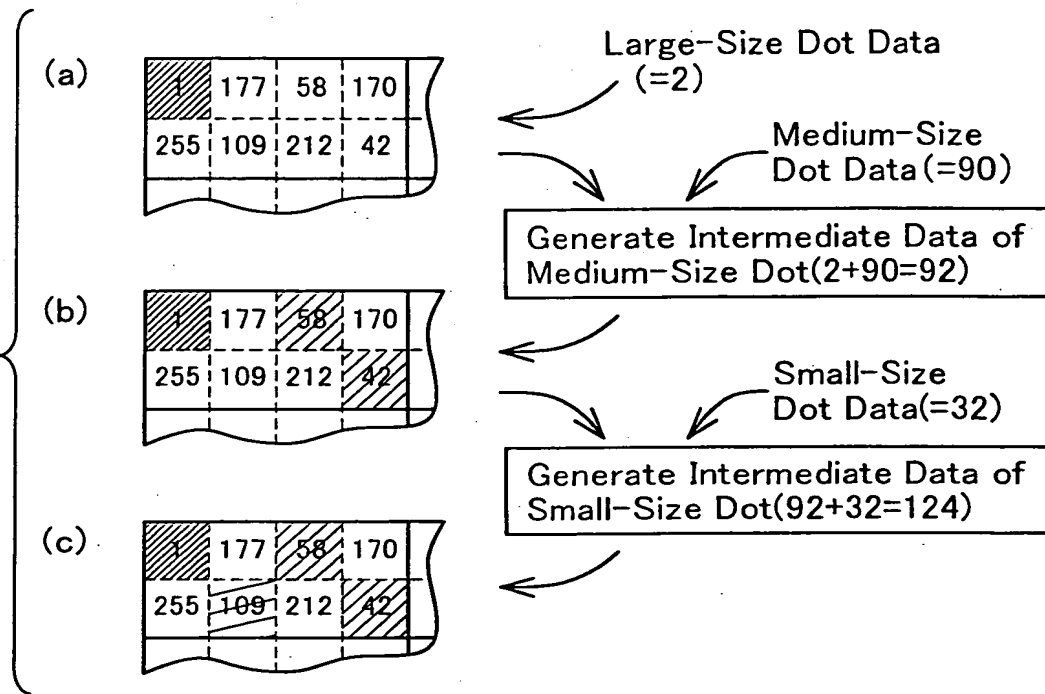 (a)
1 177 58 170
255 109 212 42
Large-Size Dot Data
(=2)
Medium-Size
Dot Data(=90)
Generate Intermediate Data of
Medium-Size Dot(2+90=92)
(b)
1 177 58 170
255 109 212 42
Small-Size
Dot Data(=32)
Generate Intermediate Data of
Small-Size Dot(92+32=124)
(c)
1 177 58 170
255 109 212 42